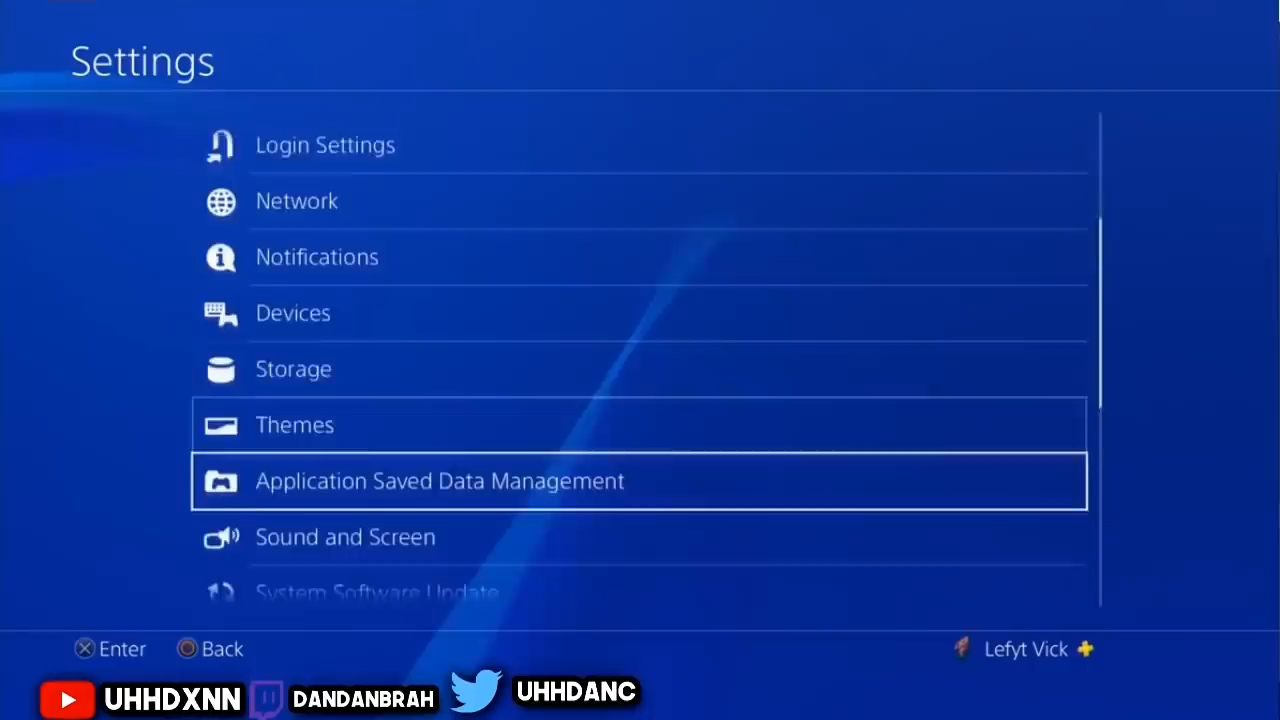 Settings
Login Settings
Network
Notifications
Devices
Storage
Themes
Application Saved Data Management
Sound and Screen
System Software Update
Enter Back Lefyt Vick
UHHDXNN DANDANBRAH UHHDANC